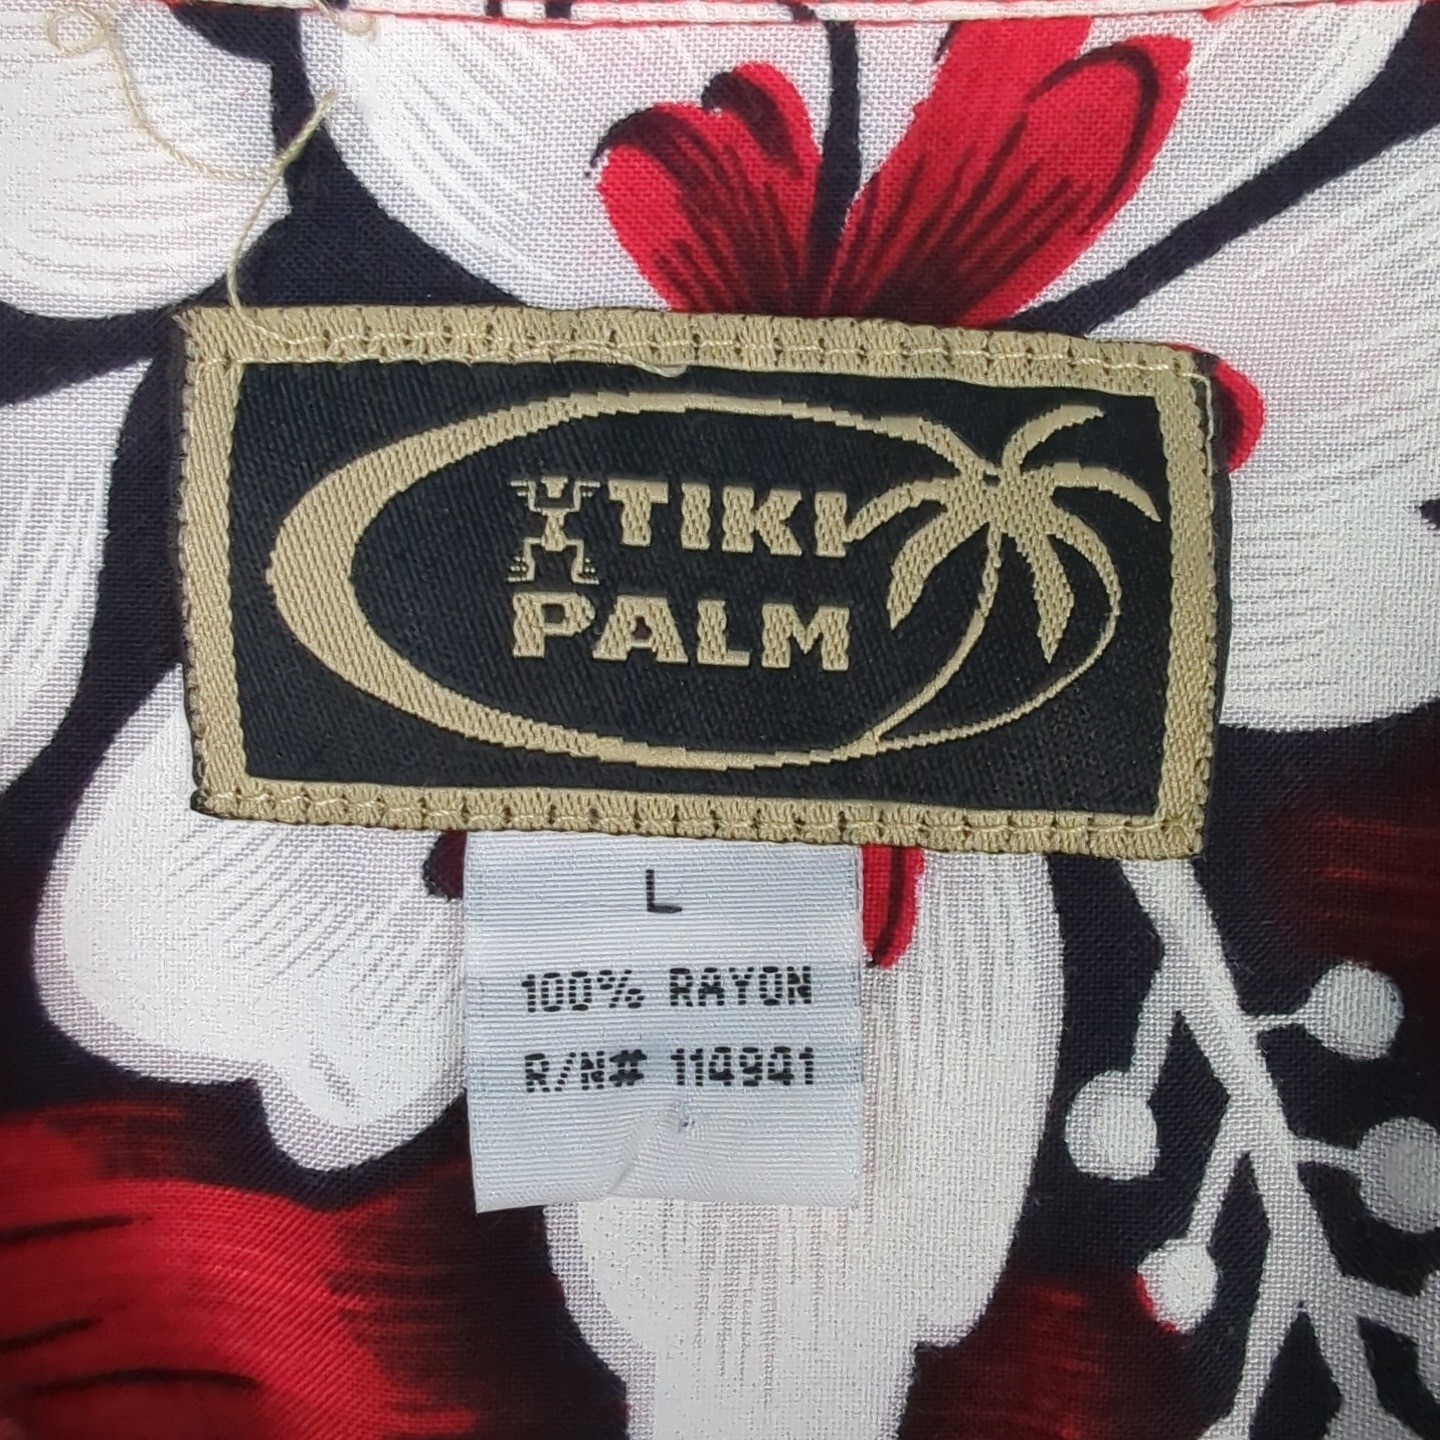 TIKI
PALM
L
100% RAYON
R/N# 114941